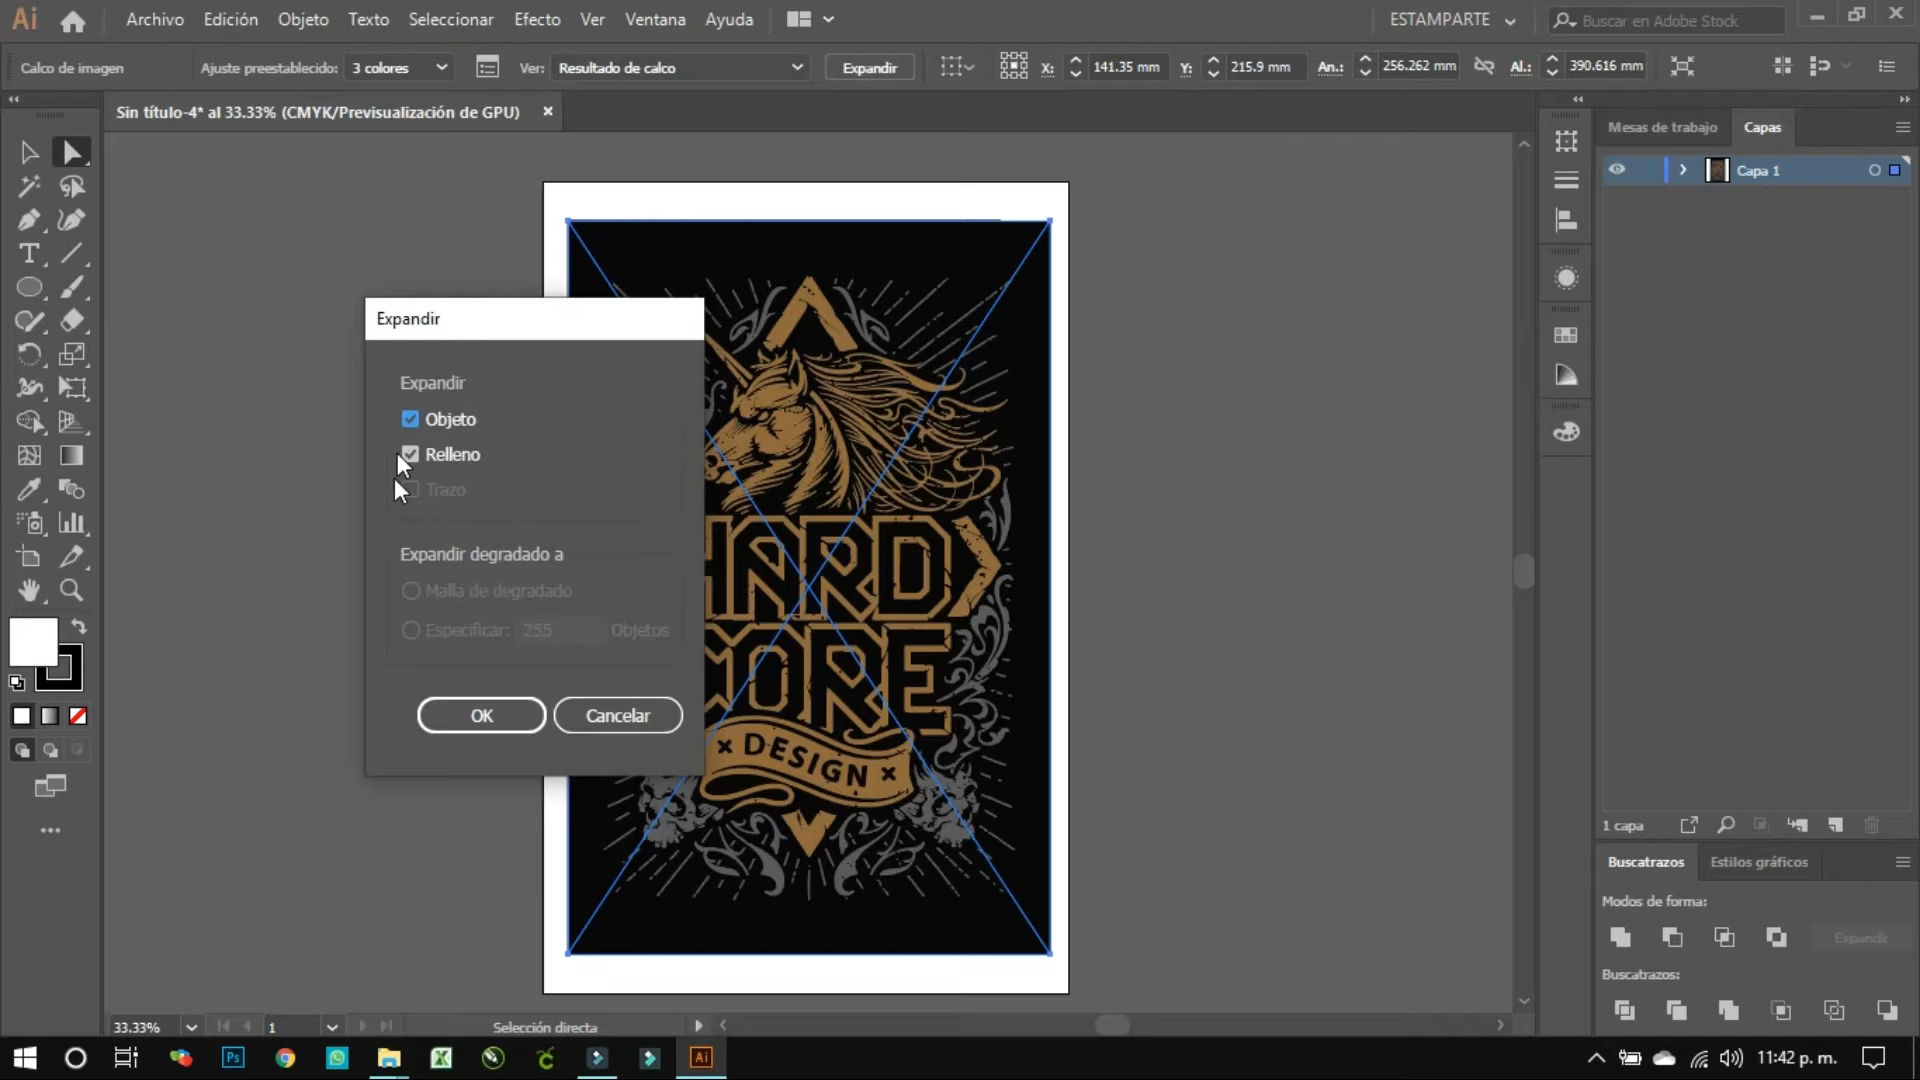 Ai Archivo Edición Objeto Texto Seleccionar Efecto Ver Ventana Ayuda ESTAMPARTE Buscar en Adobe Stock
Calco de imagen Ajuste preestablecido: 3 colores Ver: Resultado de calco Expandir X: 141.35 mm Y: 215.9 mm An.: 256.262 mm Al.: 390.616 mm
Sin título-4* al 33.33% (CMYK/Previsualización de GPU)
Mesas de trabajo Capas
Capa 1
Expandir
Expandir
Objeto
Relleno
Trazo
Expandir degradado a
Malla de degradado
Especificar: 255 Objetos
OK Cancelar
HARD
CORE
× DESIGN ×
1 capa
Buscatrazos Estilos gráficos
Modos de forma:
Expandir
Buscatrazos:
33.33% 1 Selección directa
Ps Ai 11:42 p. m.